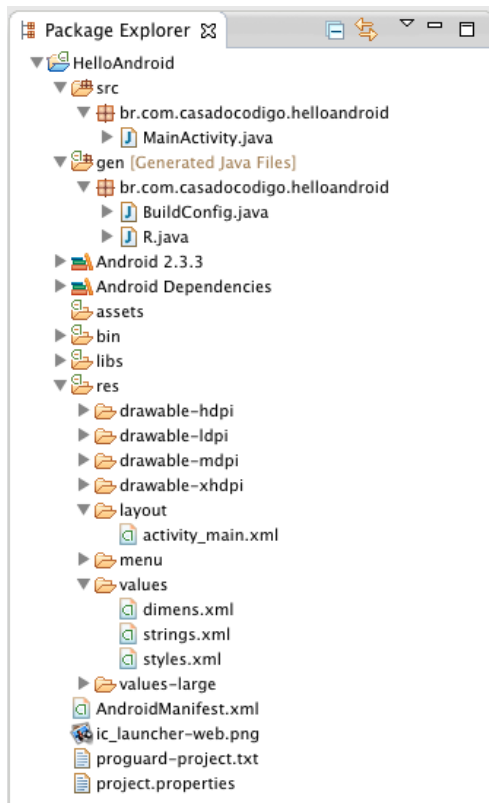 Package Explorer
HelloAndroid
src
br.com.casadocodigo.helloandroid
MainActivity.java
gen [Generated Java Files]
br.com.casadocodigo.helloandroid
BuildConfig.java
R.java
Android 2.3.3
Android Dependencies
assets
bin
libs
res
drawable-hdpi
drawable-ldpi
drawable-mdpi
drawable-xhdpi
layout
activity_main.xml
menu
values
dimens.xml
strings.xml
styles.xml
values-large
AndroidManifest.xml
ic_launcher-web.png
proguard-project.txt
project.properties